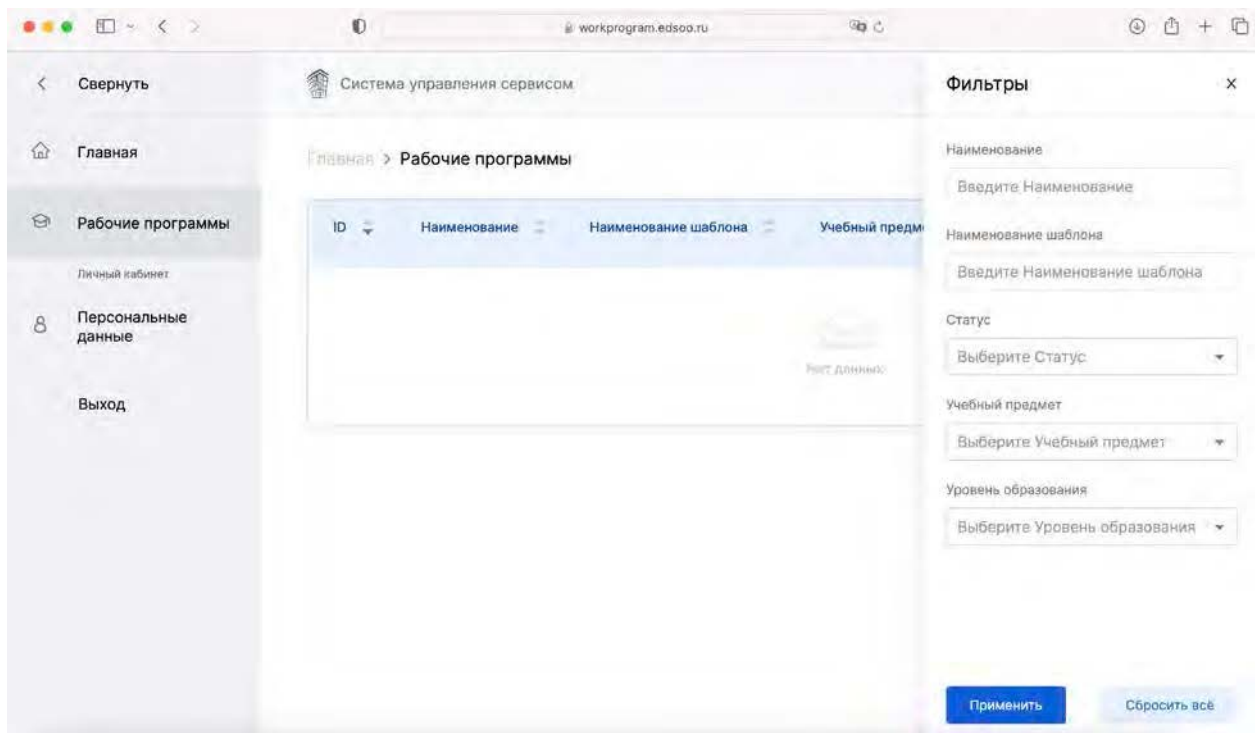 workprogram.edsoo.ru
Свернуть
Система управления сервисом
Фильтры
Главная
Главная > Рабочие программы
Наименование
Введите Наименование
Рабочие программы
ID
Наименование
Наименование шаблона
Учебный предм
Наименование шаблона
Введите Наименование шаблона
Личный кабинет
Персональные
данные
Статус
Выберите Статус
Нет данных
Выход
Учебный предмет
Выберите Учебный предмет
Уровень образования
Выберите Уровень образования
Применить
Сбросить всё